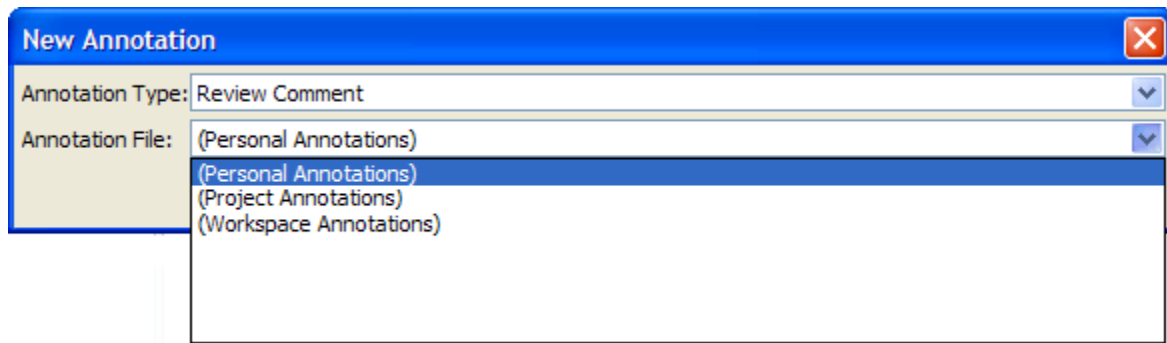 New Annotation
Annotation Type: Review Comment
Annotation File: (Personal Annotations)
(Personal Annotations)
(Project Annotations)
(Workspace Annotations)